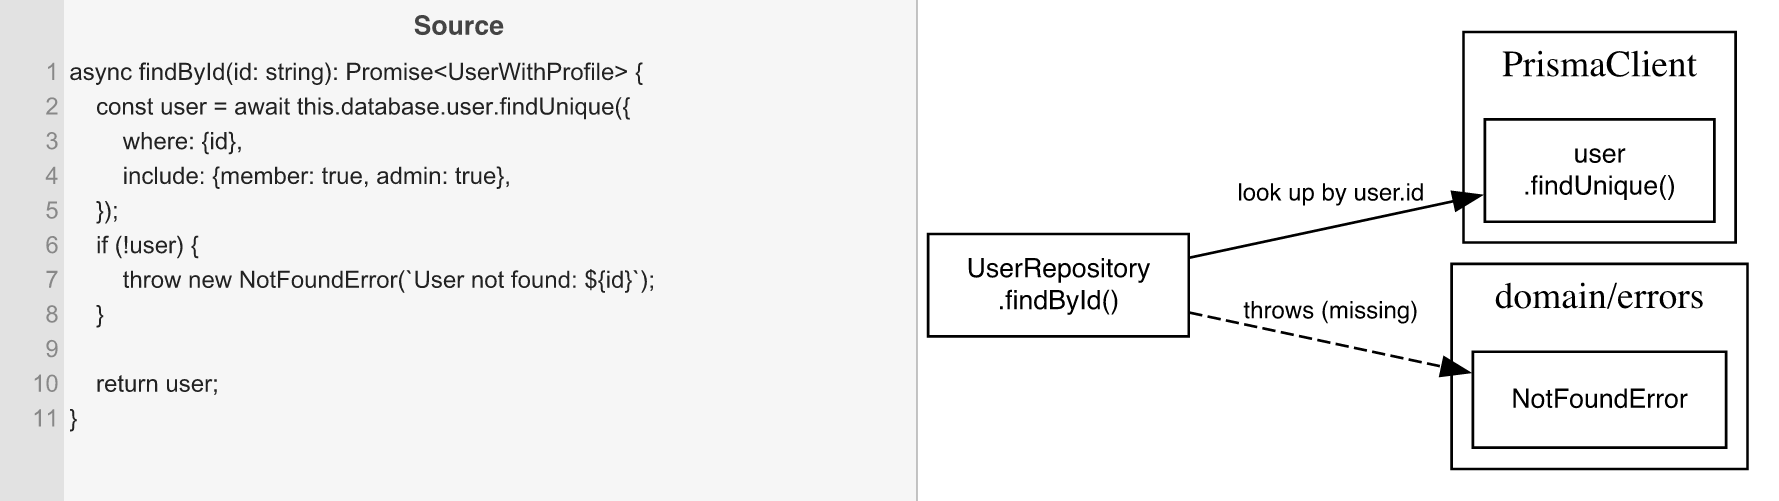 Source
1 async findById(id: string): Promise<UserWithProfile> {
2 const user = await this.database.user.findUnique({
3 where: {id},
4 include: {member: true, admin: true},
5 });
6 if (!user) {
7 throw new NotFoundError(`User not found: ${id}`);
8 }
9
10 return user;
11 }
PrismaClient
user
.findUnique()
look up by user.id
UserRepository
.findById()
throws (missing)
domain/errors
NotFoundError